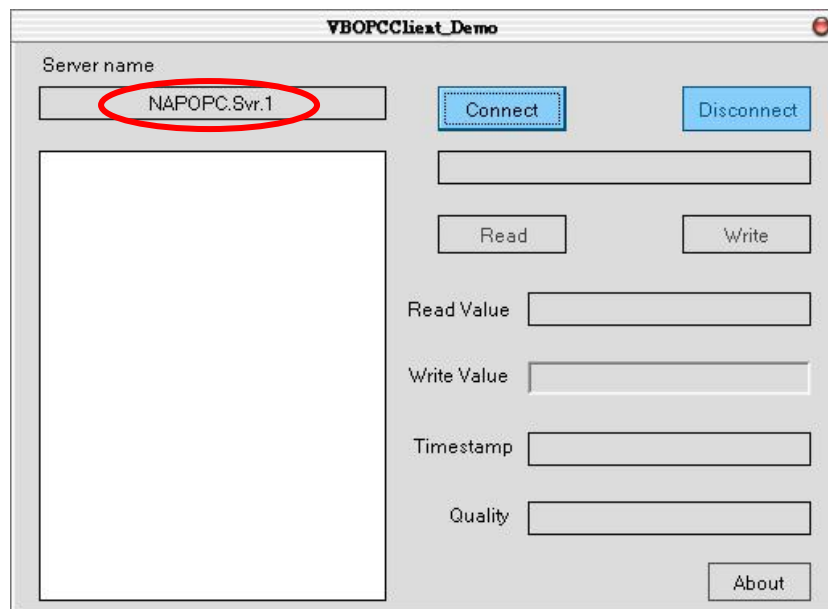 VBOPCClient_Demo
Server name
NAPOPC.Svr.1
Connect
Disconnect
Read
Write
Read Value
Write Value
Timestamp
Quality
About